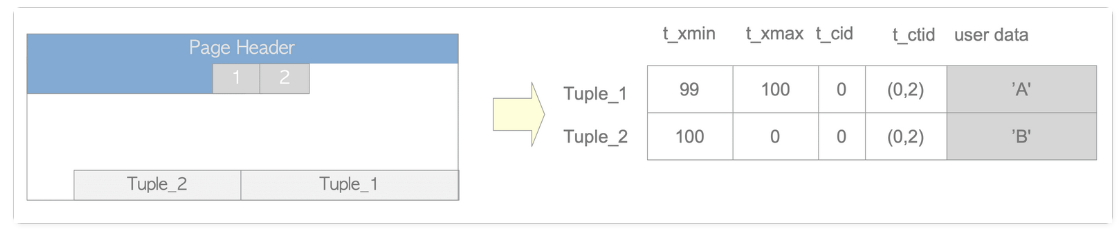 Page Header
1 2
Tuple_2 Tuple_1
t_xmin t_xmax t_cid t_ctid user data
Tuple_1 99 100 0 (0,2) 'A'
Tuple_2 100 0 0 (0,2) 'B'